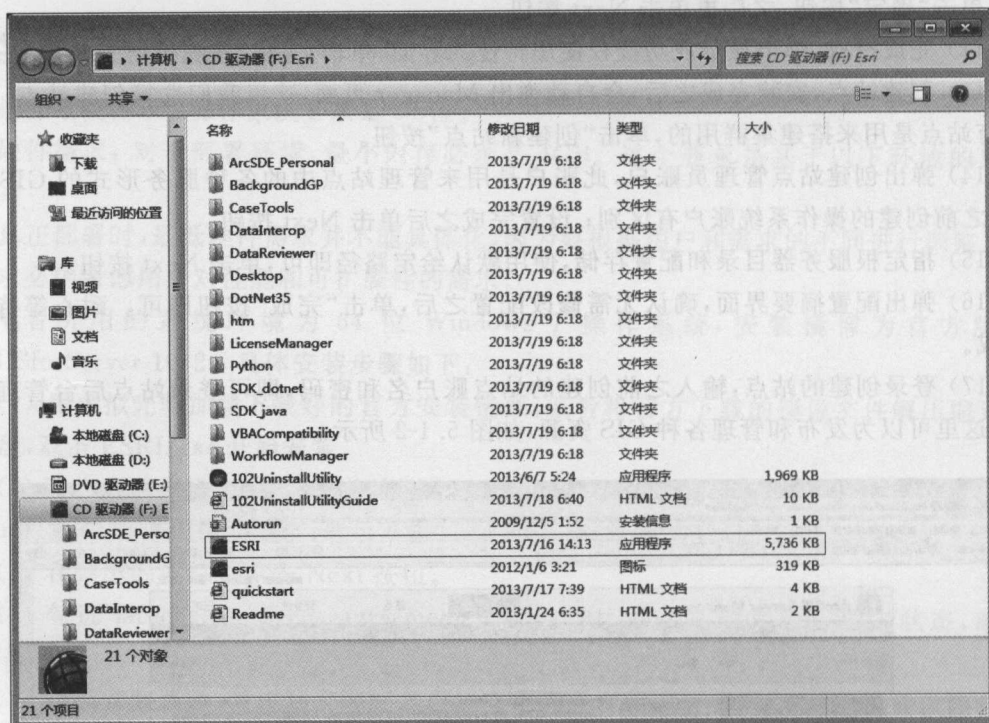 计算机 ▸ CD 驱动器 (F:) Esri ▸
搜索 CD 驱动器 (F:) Esri
组织 共享
名称 修改日期 类型 大小
收藏夹
下载
桌面
最近访问的位置
库
视频
图片
文档
音乐
计算机
本地磁盘 (C:)
本地磁盘 (D:)
DVD 驱动器 (E:)
CD 驱动器 (F:) E
ArcSDE_Perso
BackgroundG
CaseTools
DataInterop
DataReviewer
ArcSDE_Personal 2013/7/19 6:18 文件夹
BackgroundGP 2013/7/19 6:18 文件夹
CaseTools 2013/7/19 6:18 文件夹
DataInterop 2013/7/19 6:18 文件夹
DataReviewer 2013/7/19 6:18 文件夹
Desktop 2013/7/19 6:18 文件夹
DotNet35 2013/7/19 6:18 文件夹
htm 2013/7/19 6:18 文件夹
LicenseManager 2013/7/19 6:18 文件夹
Python 2013/7/19 6:18 文件夹
SDK_dotnet 2013/7/19 6:18 文件夹
SDK_java 2013/7/19 6:18 文件夹
VBACompatibility 2013/7/19 6:18 文件夹
WorkflowManager 2013/7/19 6:18 文件夹
102UninstallUtility 2013/6/7 5:24 应用程序 1,969 KB
102UninstallUtilityGuide 2013/7/18 6:40 HTML 文档 10 KB
Autorun 2009/12/5 1:52 安装信息 1 KB
ESRI 2013/7/16 14:13 应用程序 5,736 KB
esri 2012/1/6 3:21 图标 319 KB
quickstart 2013/7/17 7:39 HTML 文档 4 KB
Readme 2013/1/24 6:35 HTML 文档 2 KB
21 个对象
21 个项目